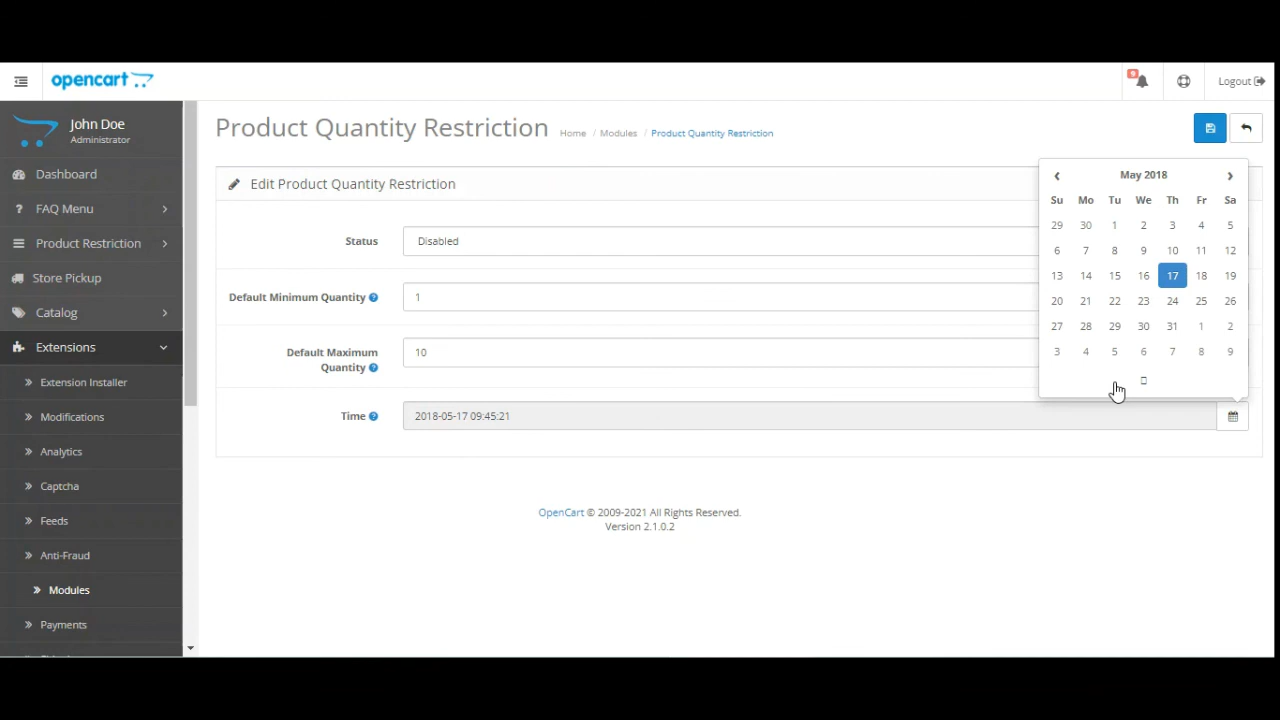 opencart
9
Logout
John Doe
Administrator
Dashboard
FAQ Menu
Product Restriction
Store Pickup
Catalog
Extensions
Extension Installer
Modifications
Analytics
Captcha
Feeds
Anti-Fraud
Modules
Payments
Product Quantity Restriction
Home / Modules / Product Quantity Restriction
Edit Product Quantity Restriction
Status Disabled
Default Minimum Quantity 1
Default Maximum
Quantity 10
Time 2018-05-17 09:45:21
May 2018
Su Mo Tu We Th Fr Sa
29 30 1 2 3 4 5
6 7 8 9 10 11 12
13 14 15 16 17 18 19
20 21 22 23 24 25 26
27 28 29 30 31 1 2
3 4 5 6 7 8 9
OpenCart © 2009-2021 All Rights Reserved.
Version 2.1.0.2